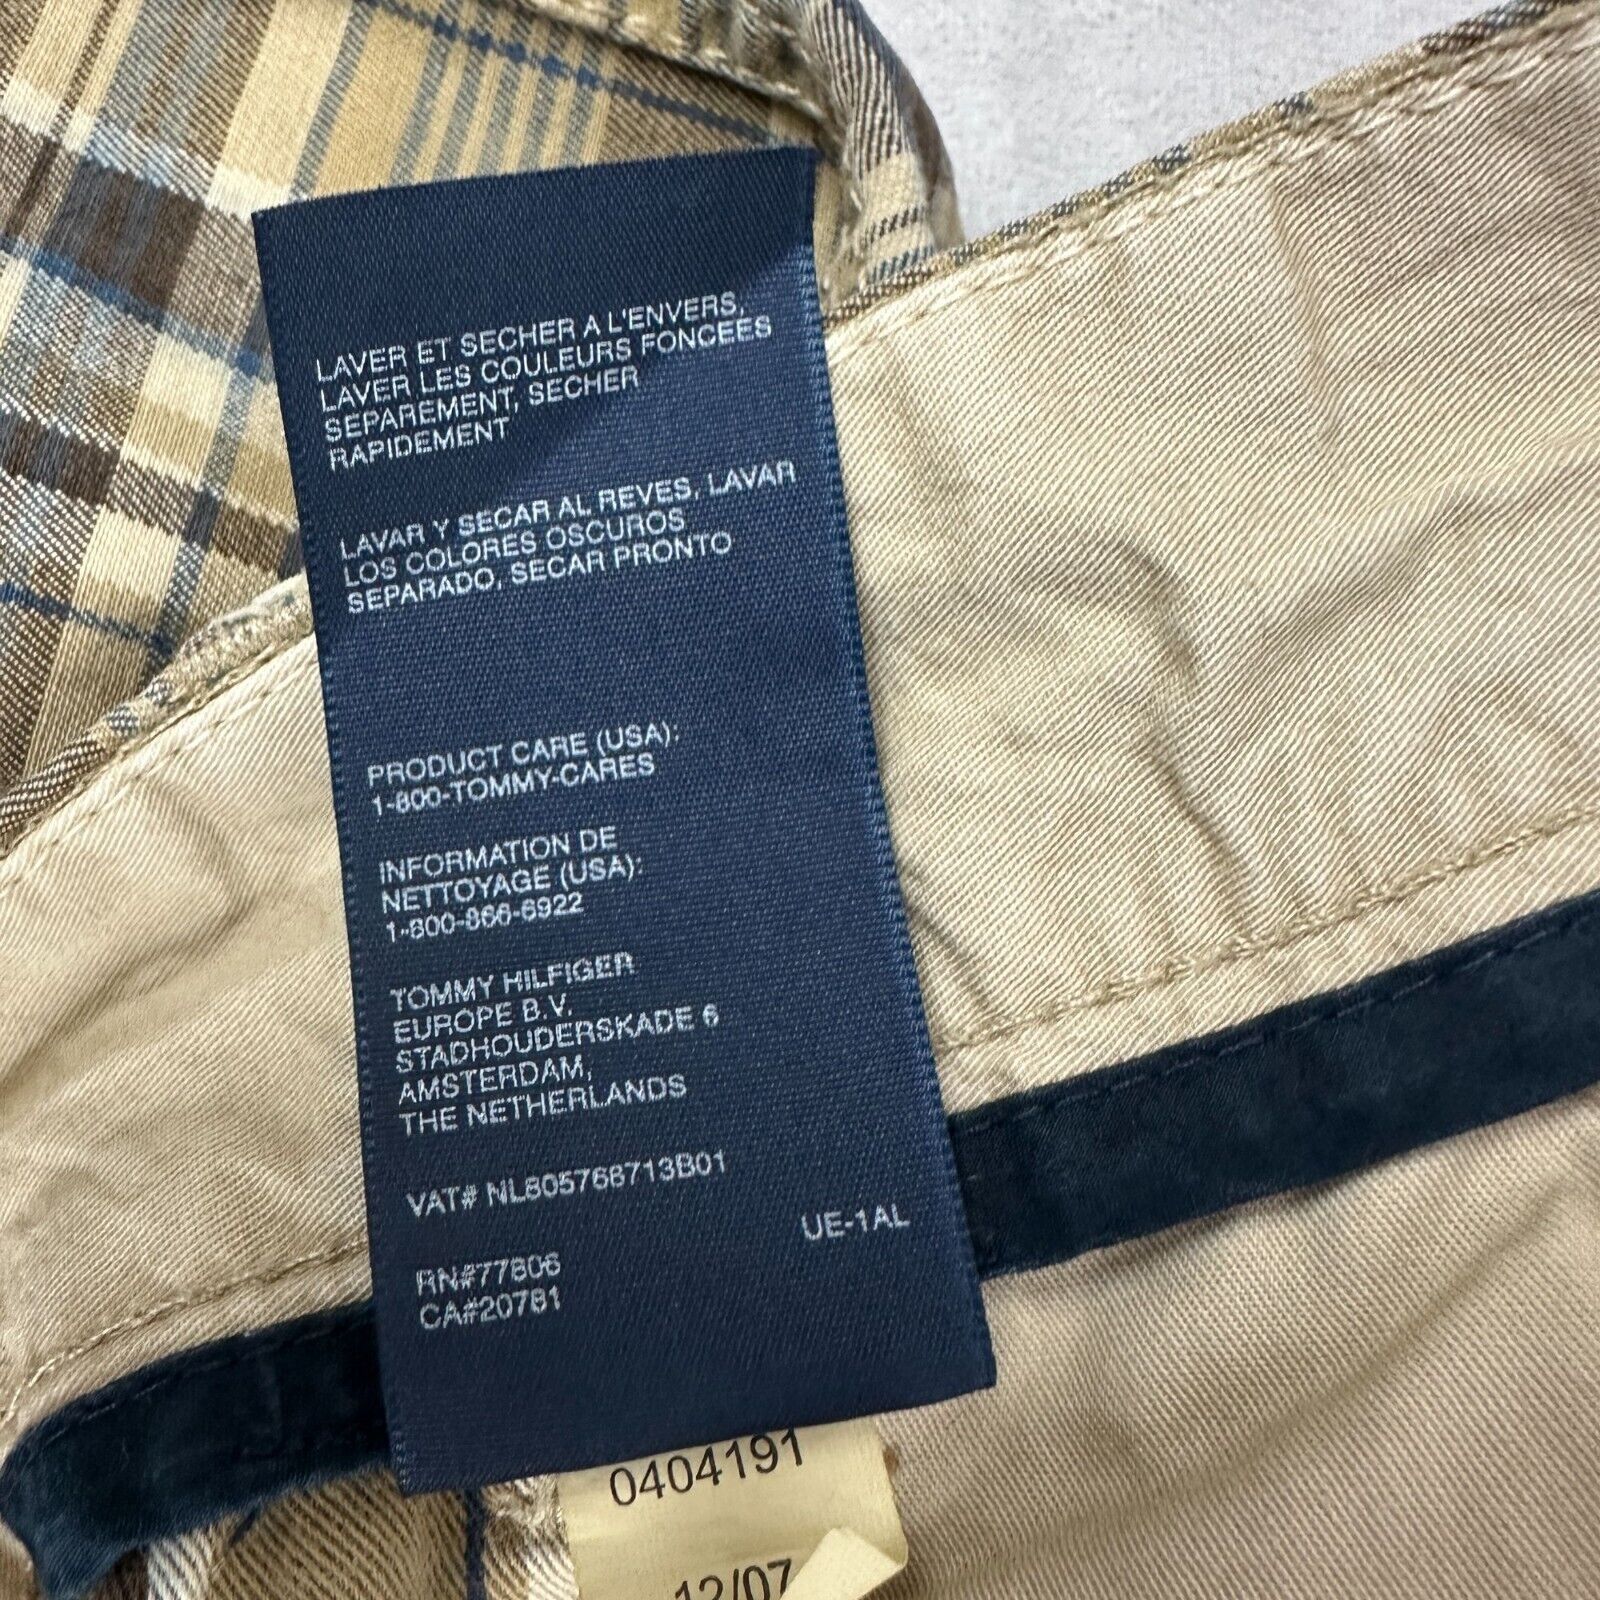 LAVER ET SECHER A L'ENVERS,
LAVER LES COULEURS FONCEES
SEPAREMENT, SECHER
RAPIDEMENT
LAVAR Y SECAR AL REVES, LAVAR
LOS COLORES OSCUROS
SEPARADO, SECAR PRONTO
PRODUCT CARE (USA):
1-800-TOMMY-CARES
INFORMATION DE
NETTOYAGE (USA):
1-800-866-6922
TOMMY HILFIGER
EUROPE B.V.
STADHOUDERSKADE 6
AMSTERDAM,
THE NETHERLANDS
VAT# NL805768713B01
UE-1AL
RN#77806
CA#20781
0404191
12/07